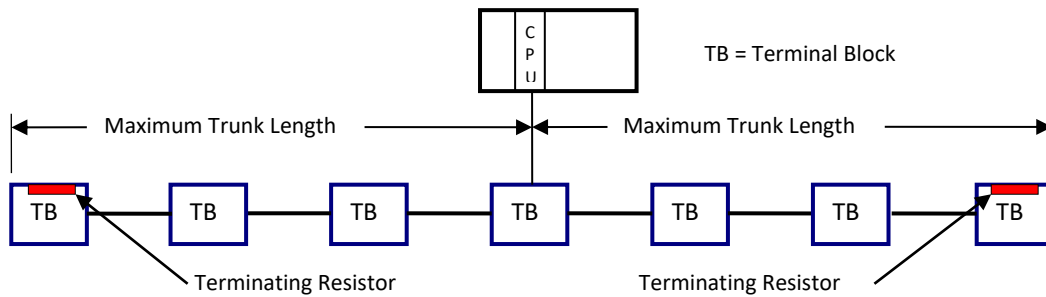 C
P
U
TB = Terminal Block
Maximum Trunk Length
Maximum Trunk Length
TB
TB
TB
TB
TB
TB
TB
Terminating Resistor
Terminating Resistor